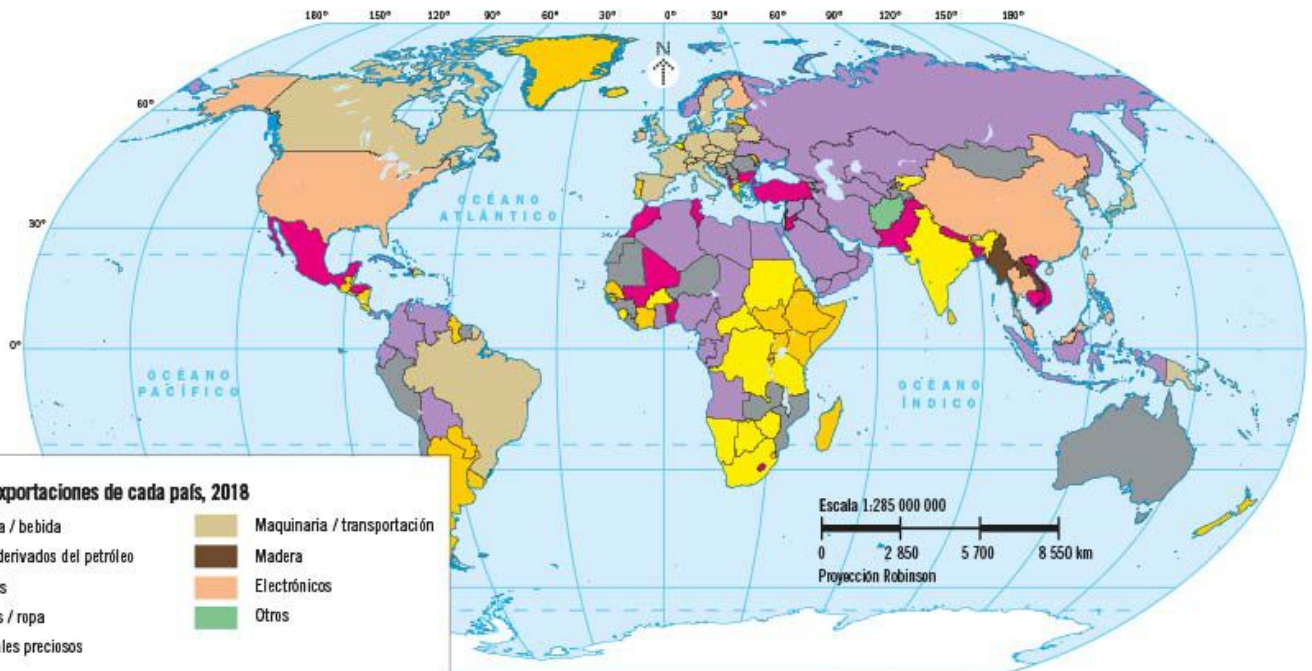 180° 150° 120° 90° 60° 30° 0° 30° 60° 90° 120° 150° 180°
N
60°
OCÉANO
ATLÁNTICO
30°
0°
OCÉANO
PACÍFICO
OCÉANO
ÍNDICO
xportaciones de cada país, 2018
a / bebida
derivados del petróleo
s
s / ropa
ales preciosos
Maquinaria / transportación
Madera
Electrónicos
Otros
Escala 1:285 000 000
0 2 850 5 700 8 550 km
Proyección Robinson